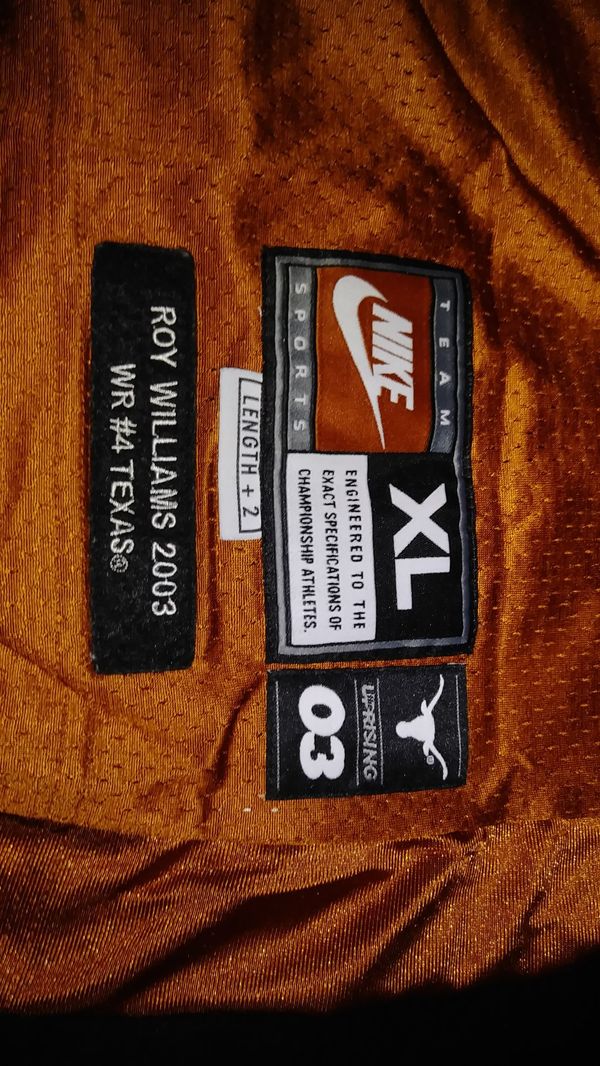 TEAM
NIKE
SPORTS
XL
ENGINEERED TO THE
EXACT SPECIFICATIONS OF
CHAMPIONSHIP ATHLETES.
LENGTH + 2
®
UPRISING
03
ROY WILLIAMS 2003
WR #4 TEXAS®